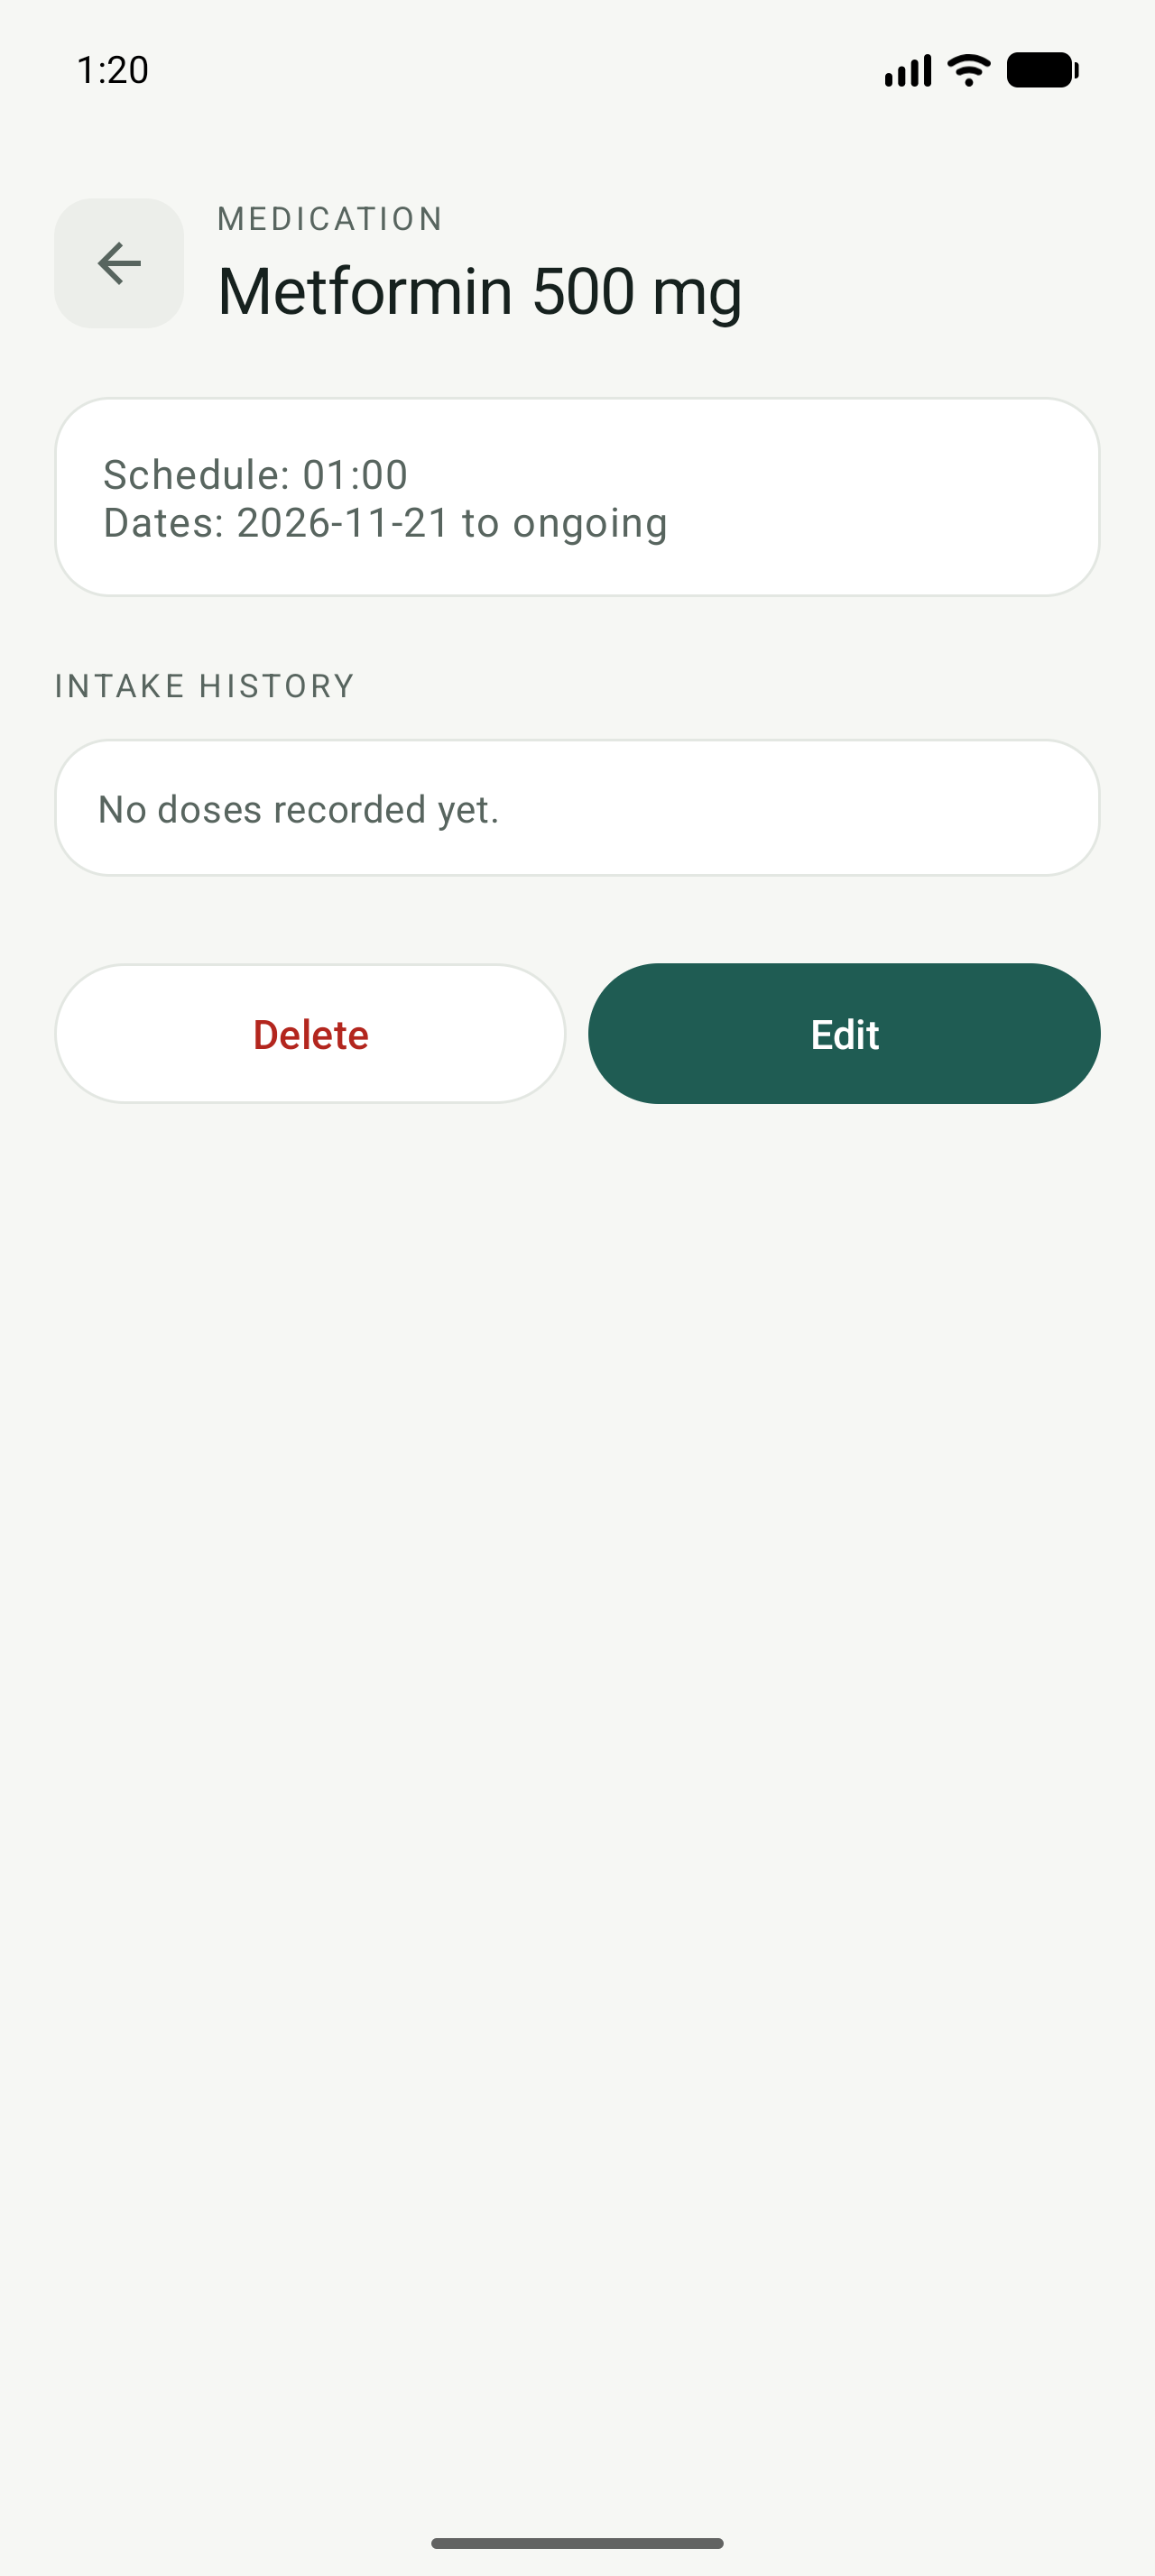 1:20
MEDICATION
Metformin 500 mg
Schedule: 01:00
Dates: 2026-11-21 to ongoing
INTAKE HISTORY
No doses recorded yet.
Delete
Edit